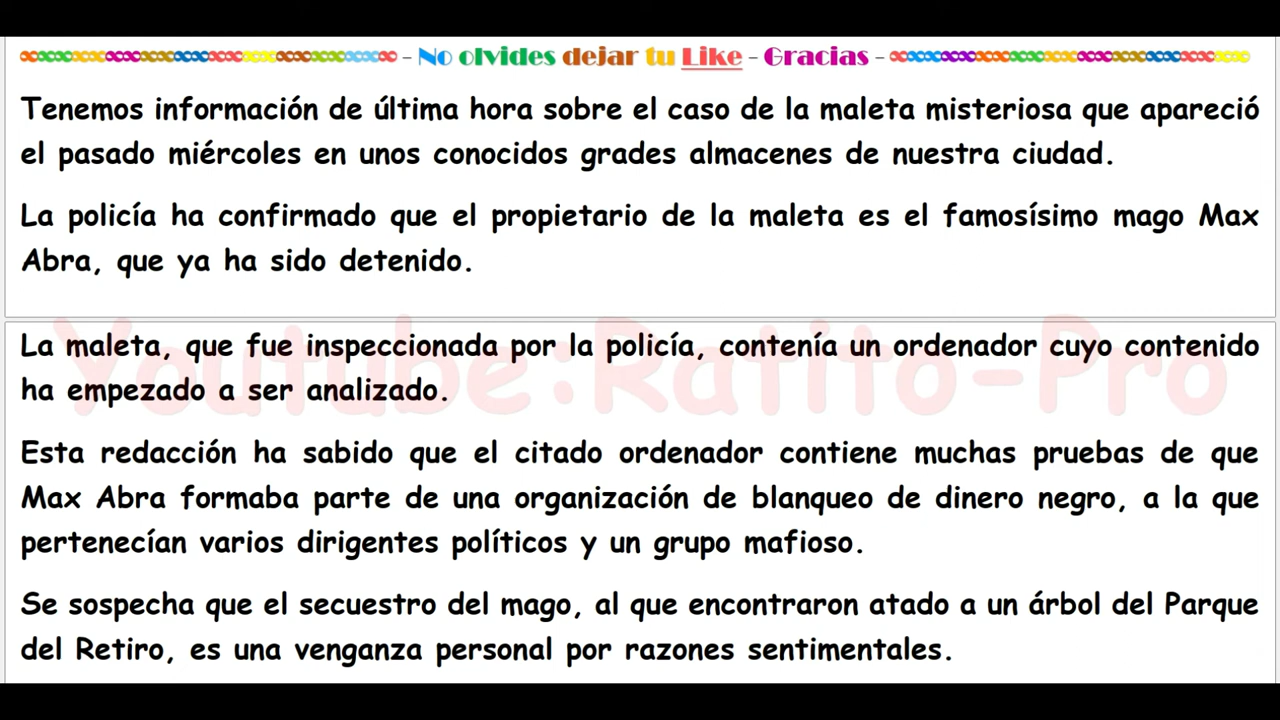 - No olvides dejar tu Like - Gracias -
Tenemos información de última hora sobre el caso de la maleta misteriosa que apareció
el pasado miércoles en unos conocidos grades almacenes de nuestra ciudad.
La policía ha confirmado que el propietario de la maleta es el famosísimo mago Max
Abra, que ya ha sido detenido.
Youtube:Ratito-Pro
La maleta, que fue inspeccionada por la policía, contenía un ordenador cuyo contenido
ha empezado a ser analizado.
Esta redacción ha sabido que el citado ordenador contiene muchas pruebas de que
Max Abra formaba parte de una organización de blanqueo de dinero negro, a la que
pertenecían varios dirigentes políticos y un grupo mafioso.
Se sospecha que el secuestro del mago, al que encontraron atado a un árbol del Parque
del Retiro, es una venganza personal por razones sentimentales.